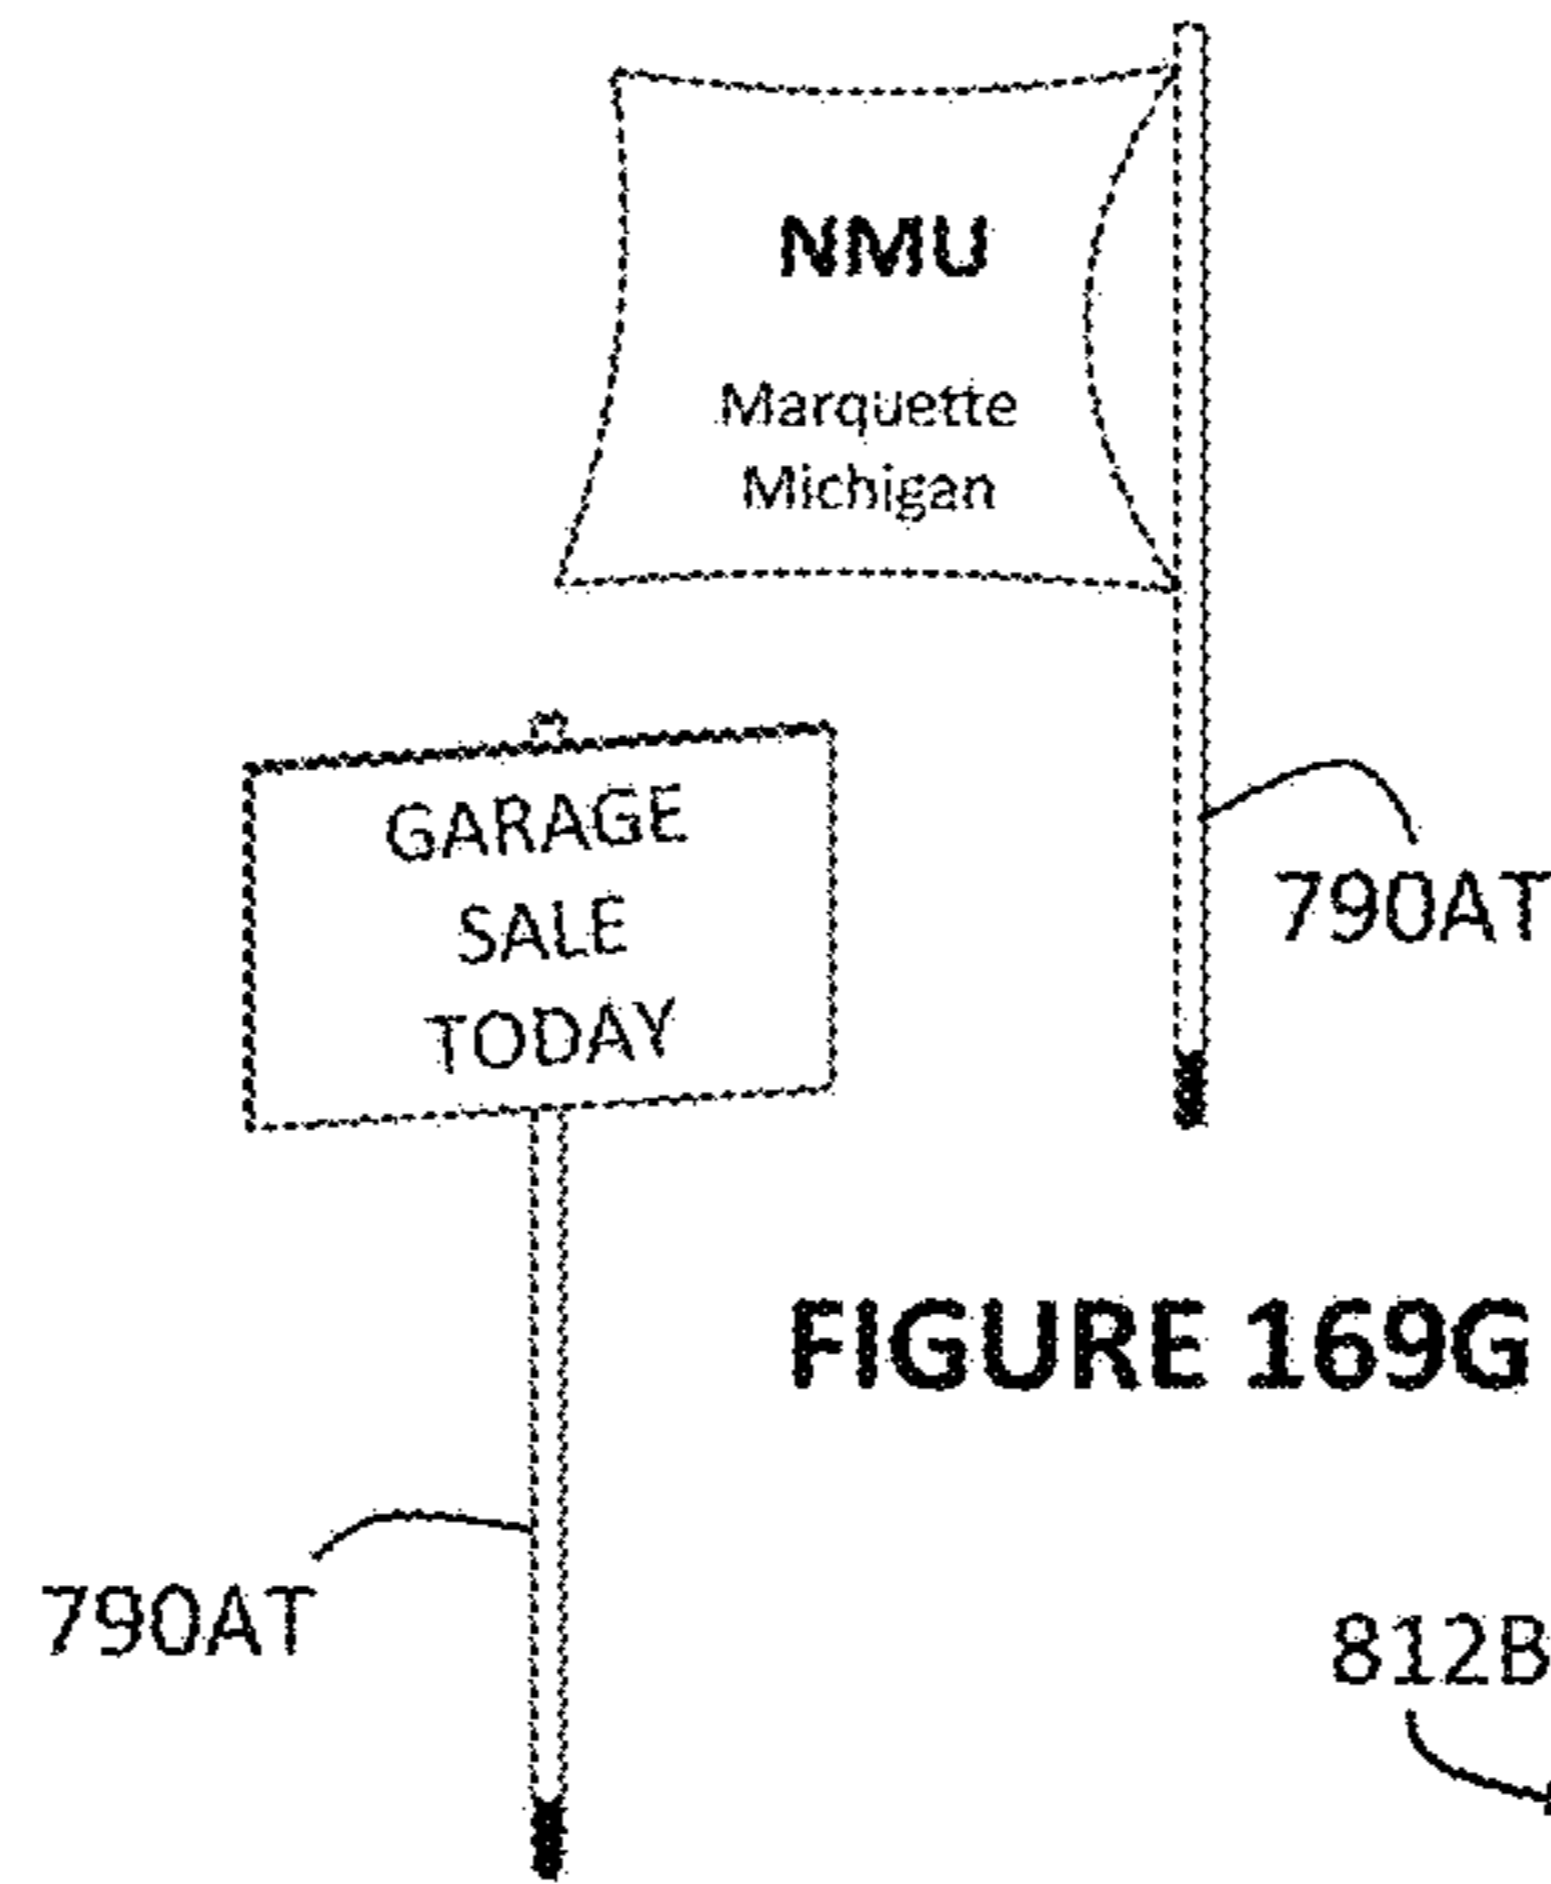 NMU
Marquette
Michigan
GARAGE
SALE
TODAY
790AT
FIGURE 169G
790AT
812B